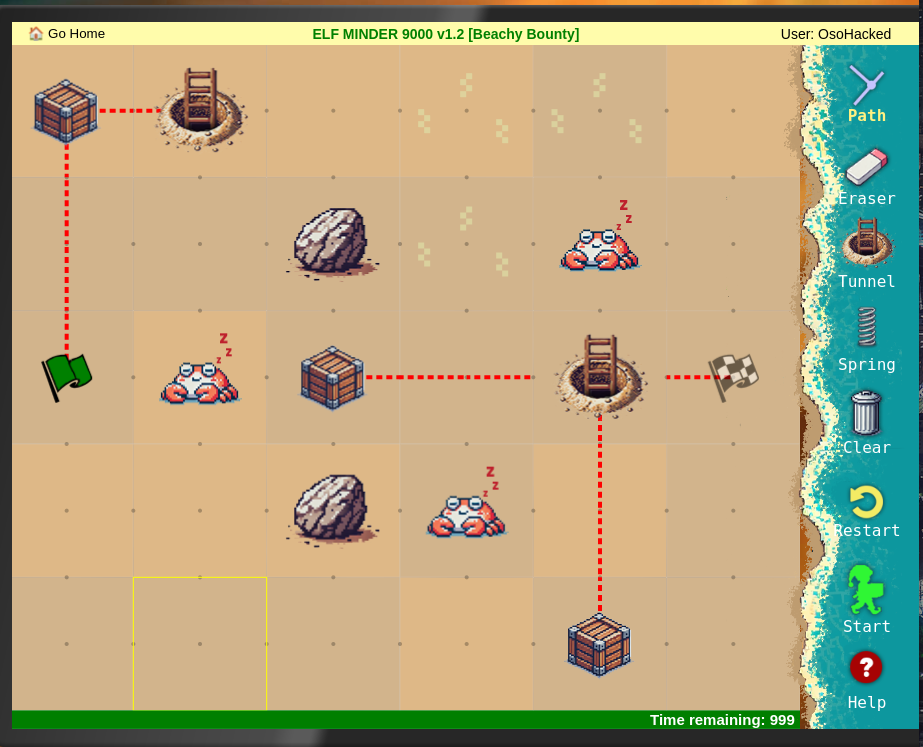 Go Home
ELF MINDER 9000 v1.2 [Beachy Bounty]
User: OsoHacked
Path
Eraser
z
z
z
Tunnel
Spring
z
z
z
Clear
z
z
z
Restart
Start
?
Help
Time remaining: 999